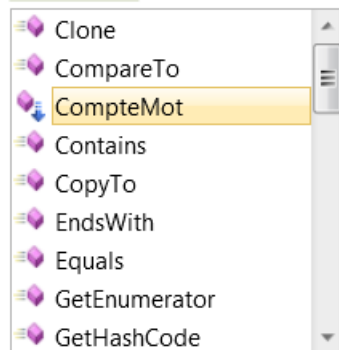 Clone
CompareTo
CompteMot
Contains
CopyTo
EndsWith
Equals
GetEnumerator
GetHashCode